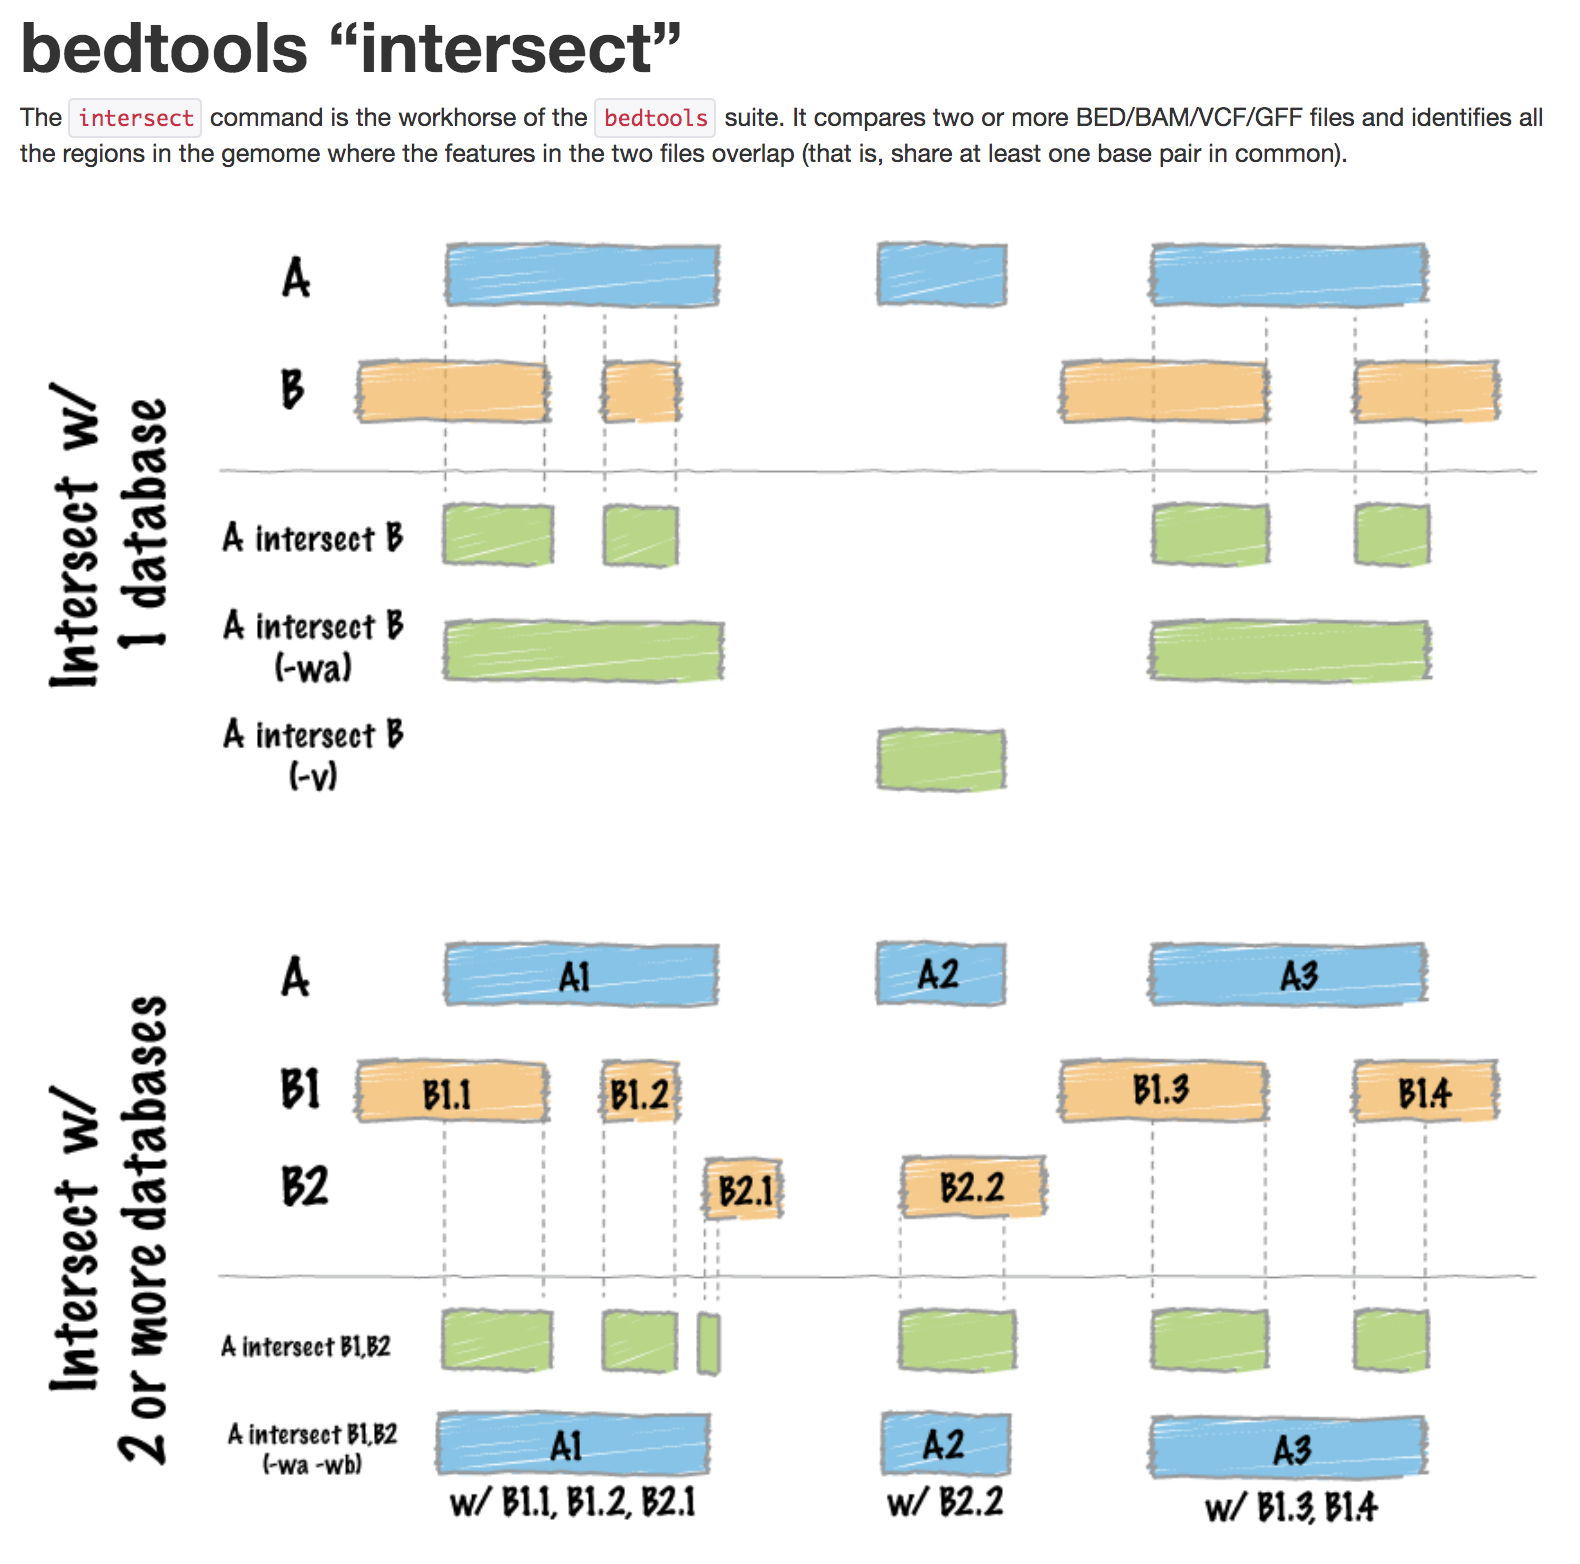 bedtools “intersect”
The intersect command is the workhorse of the bedtools suite. It compares two or more BED/BAM/VCF/GFF files and identifies all
the regions in the gemome where the features in the two files overlap (that is, share at least one base pair in common).
Intersect w/
1 database
A
B
A intersect B
A intersect B
(-wa)
A intersect B
(-v)
Intersect w/
2 or more databases
A
A1
A2
A3
B1
B1.1
B1.2
B1.3
B1.4
B2
B2.1
B2.2
A intersect B1,B2
A intersect B1,B2
(-wa -wb)
A1
A2
A3
w/ B1.1, B1.2, B2.1
w/ B2.2
w/ B1.3, B1.4